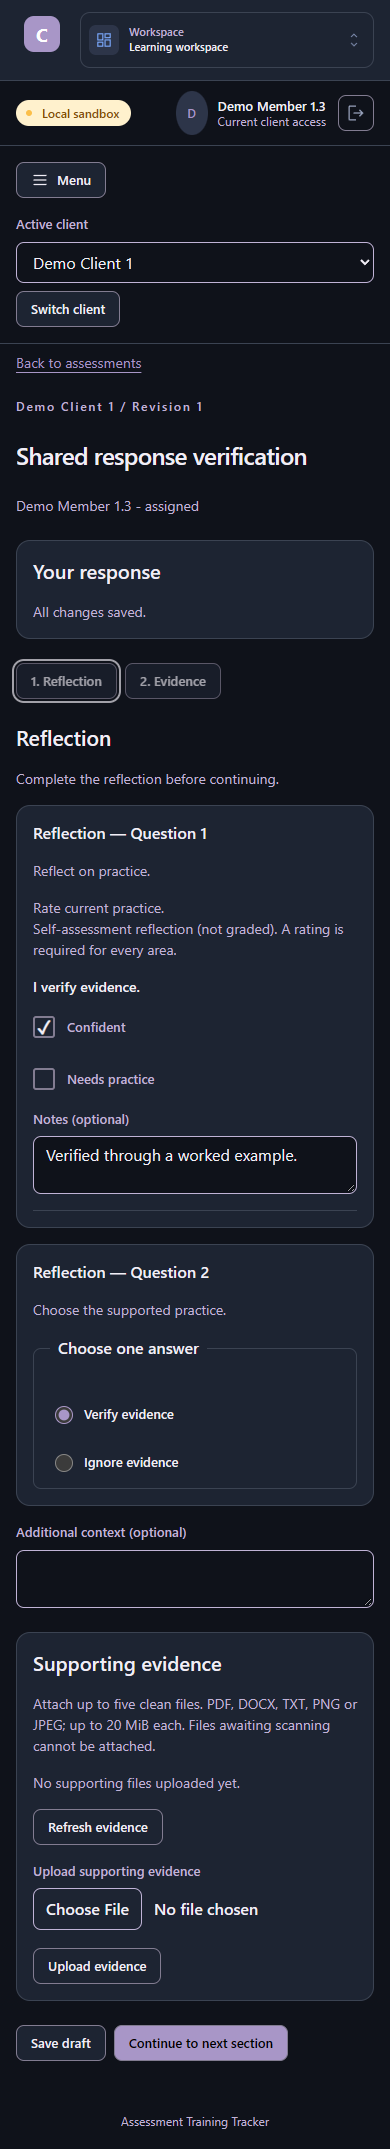 C
Workspace
Learning workspace
Local sandbox
D
Demo Member 1.3
Current client access
Menu
Active client
Demo Client 1
Switch client
Back to assessments
Demo Client 1 / Revision 1
Shared response verification
Demo Member 1.3 - assigned
Your response
All changes saved.
1. Reflection
2. Evidence
Reflection
Complete the reflection before continuing.
Reflection — Question 1
Reflect on practice.
Rate current practice.
Self-assessment reflection (not graded). A rating is
required for every area.
I verify evidence.
Confident
Needs practice
Notes (optional)
Verified through a worked example.
Reflection — Question 2
Choose the supported practice.
Choose one answer
Verify evidence
Ignore evidence
Additional context (optional)
Supporting evidence
Attach up to five clean files. PDF, DOCX, TXT, PNG or
JPEG; up to 20 MiB each. Files awaiting scanning
cannot be attached.
No supporting files uploaded yet.
Refresh evidence
Upload supporting evidence
Choose File No file chosen
Upload evidence
Save draft
Continue to next section
Assessment Training Tracker